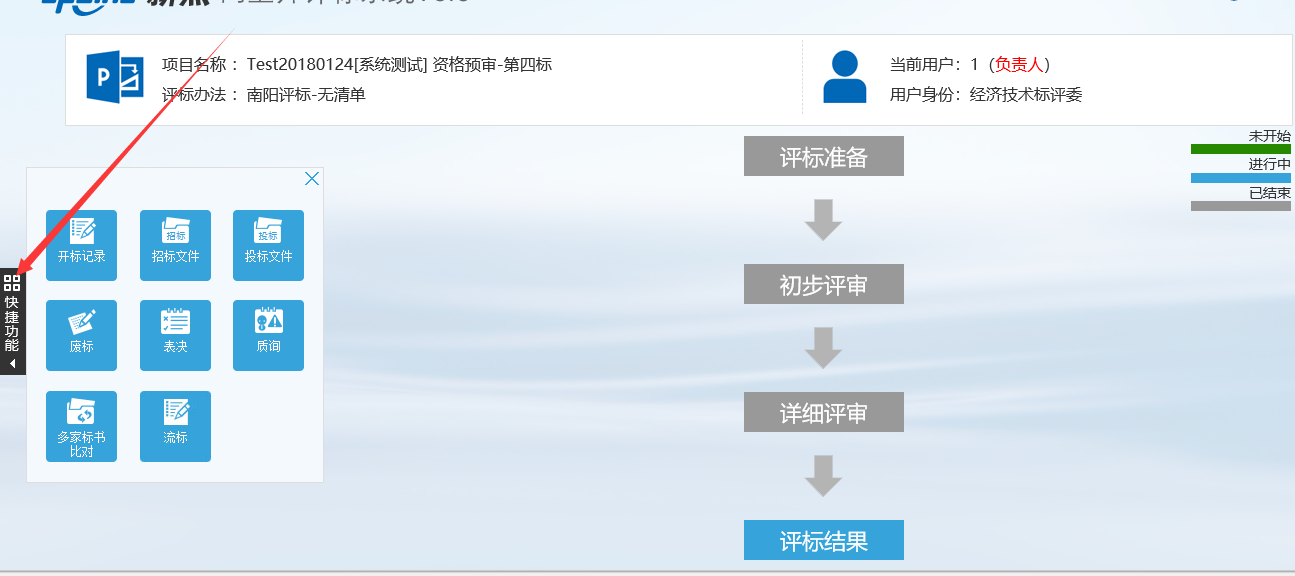 项目名称： Test20180124[系统测试] 资格预审-第四标
评标办法： 南阳评标-无清单
当前用户：1（负责人）
用户身份：经济技术标评委
未开始
进行中
已结束
快捷功能
开标记录
招标
招标文件
投标
投标文件
废标
表决
质询
多家标书
比对
流标
评标准备
初步评审
详细评审
评标结果